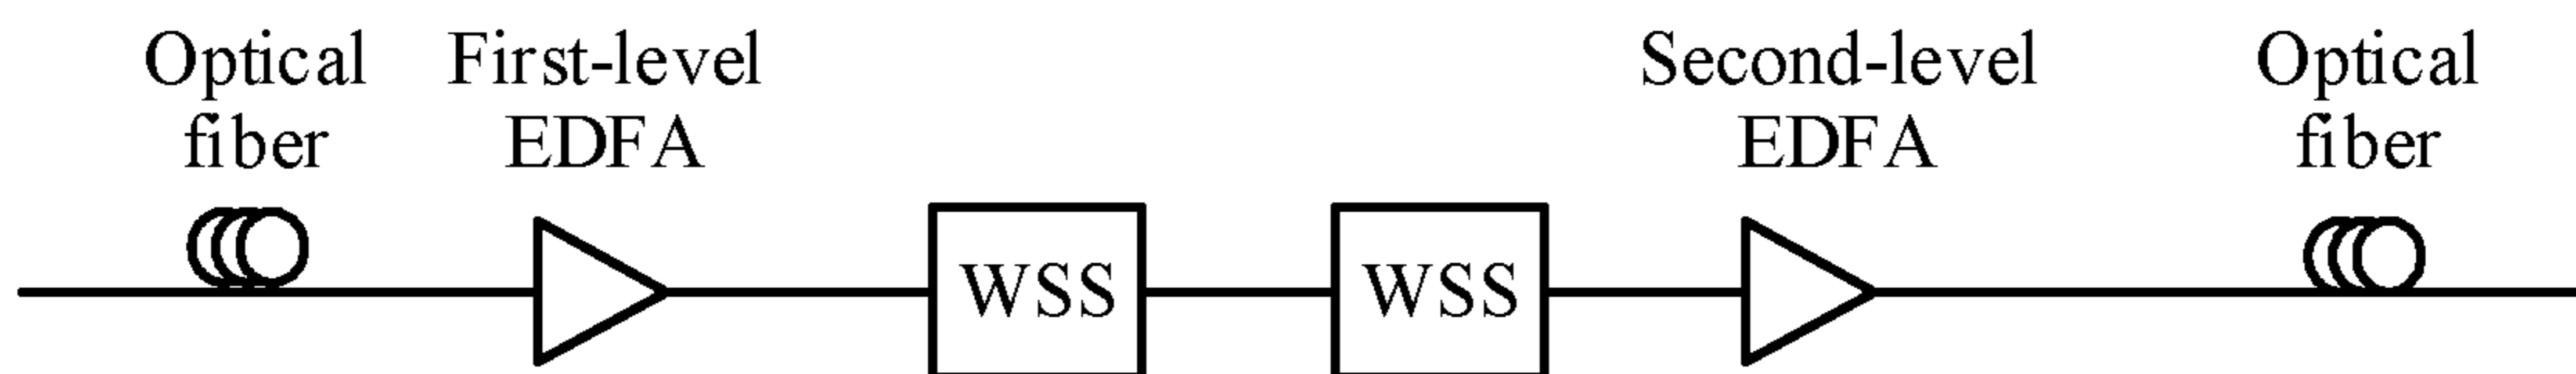 Optical
fiber
First-level
EDFA
WSS
WSS
Second-level
EDFA
Optical
fiber